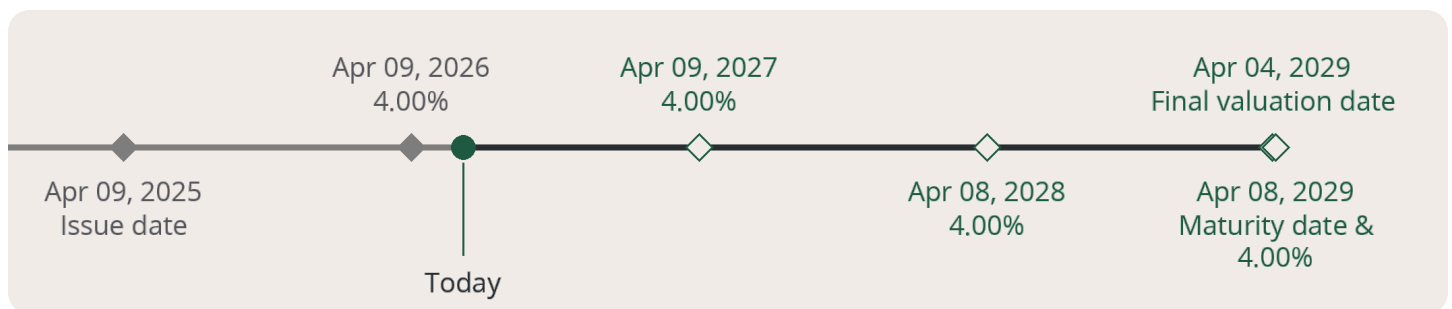 Apr 09, 2025
Issue date
Apr 09, 2026
4.00%
Today
Apr 09, 2027
4.00%
Apr 08, 2028
4.00%
Apr 04, 2029
Final valuation date
Apr 08, 2029
Maturity date &
4.00%